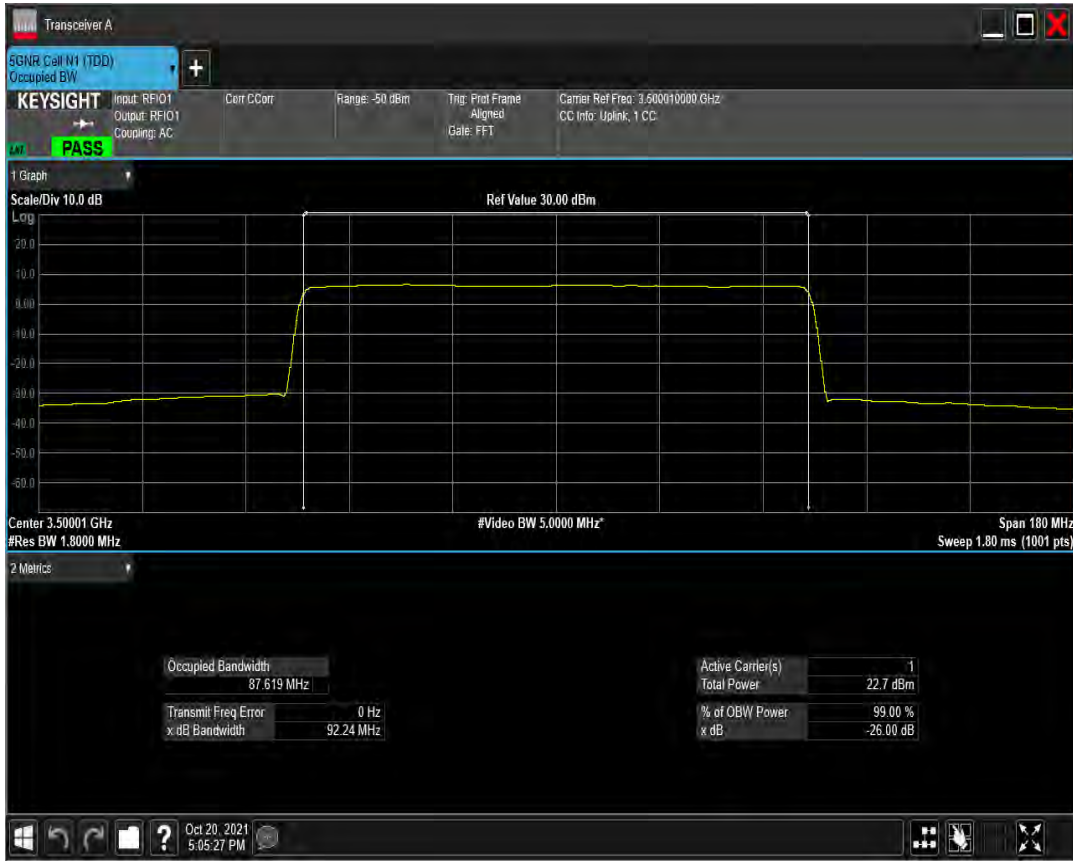 Transceiver A
5GNR Cell N1 (TDD)
Occupied BW
+
KEYSIGHT
Input: RFIO1
Output: RFIO1
Coupling: AC
Corr CCorr
Range: -50 dBm
Trig: Prot Frame
Aligned
Gate: FFT
Carrier Ref Freq: 3.500010000 GHz
CC Info: Uplink, 1 CC
PASS
1 Graph
Scale/Div 10.0 dB
Ref Value 30.00 dBm
Log
20.0
10.0
0.00
-10.0
-20.0
-30.0
-40.0
-50.0
-60.0
Center 3.50001 GHz
#Video BW 5.0000 MHz*
Span 180 MHz
#Res BW 1.8000 MHz
Sweep 1.80 ms (1001 pts)
2 Metrics
Occupied Bandwidth
87.619 MHz
Transmit Freq Error 0 Hz
x dB Bandwidth 92.24 MHz
Active Carrier(s) 1
Total Power 22.7 dBm
% of OBW Power 99.00 %
x dB -26.00 dB
?
Oct 20, 2021
5:05:27 PM